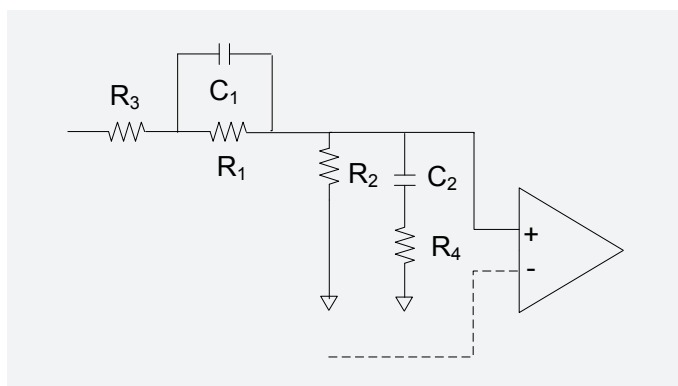 C₁
R₃
R₁
R₂
C₂
R₄
+
-